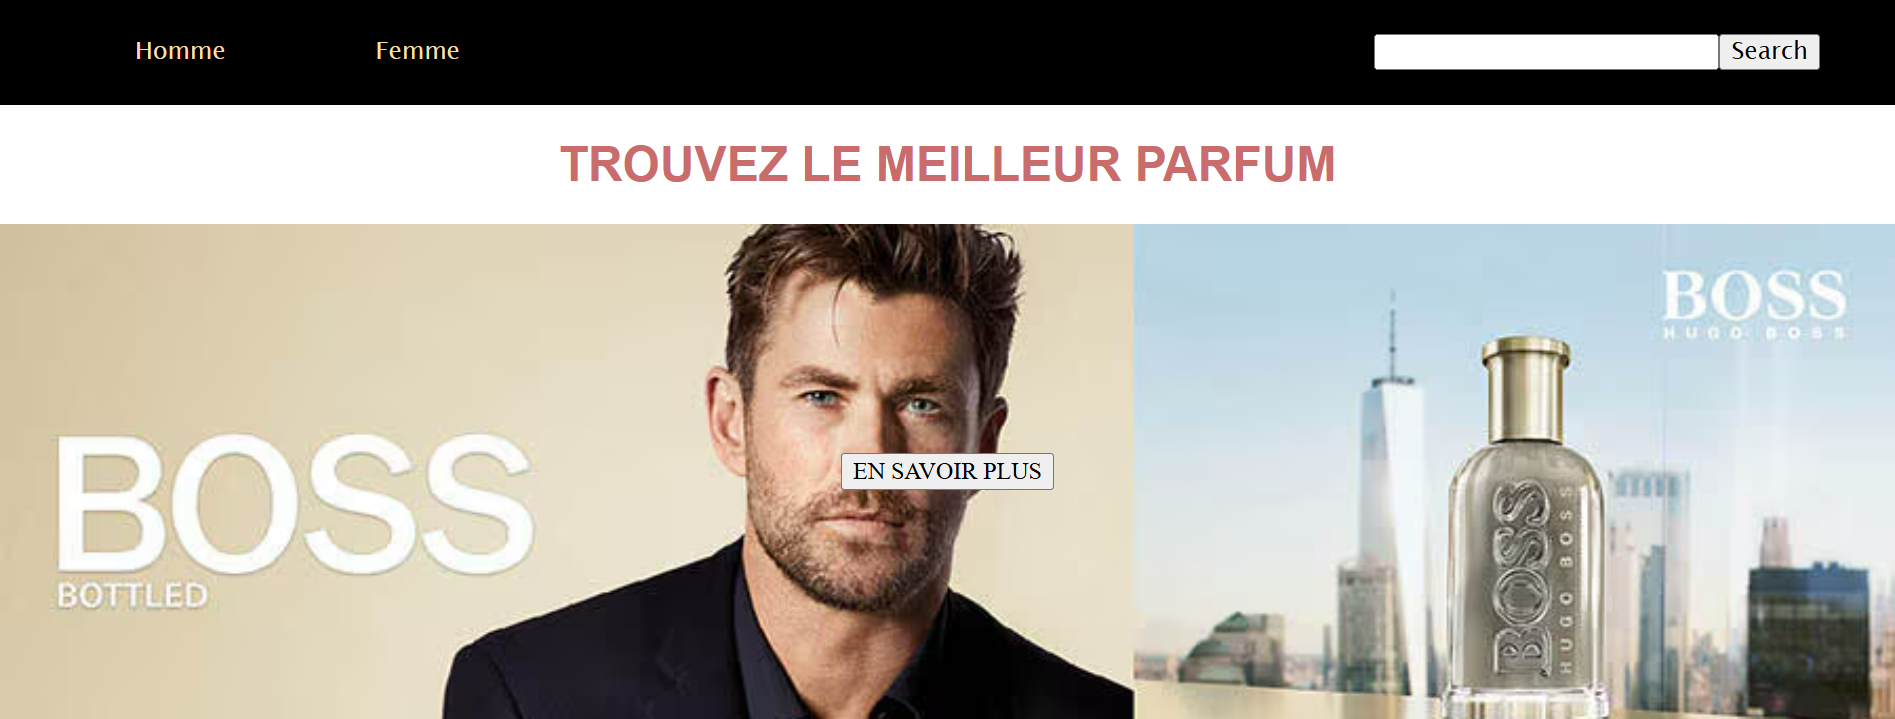 Homme Femme Search
TROUVEZ LE MEILLEUR PARFUM
BOSS
HUGO BOSS
BOSS
BOTTLED
EN SAVOIR PLUS
BOSS
HUGO BOSS